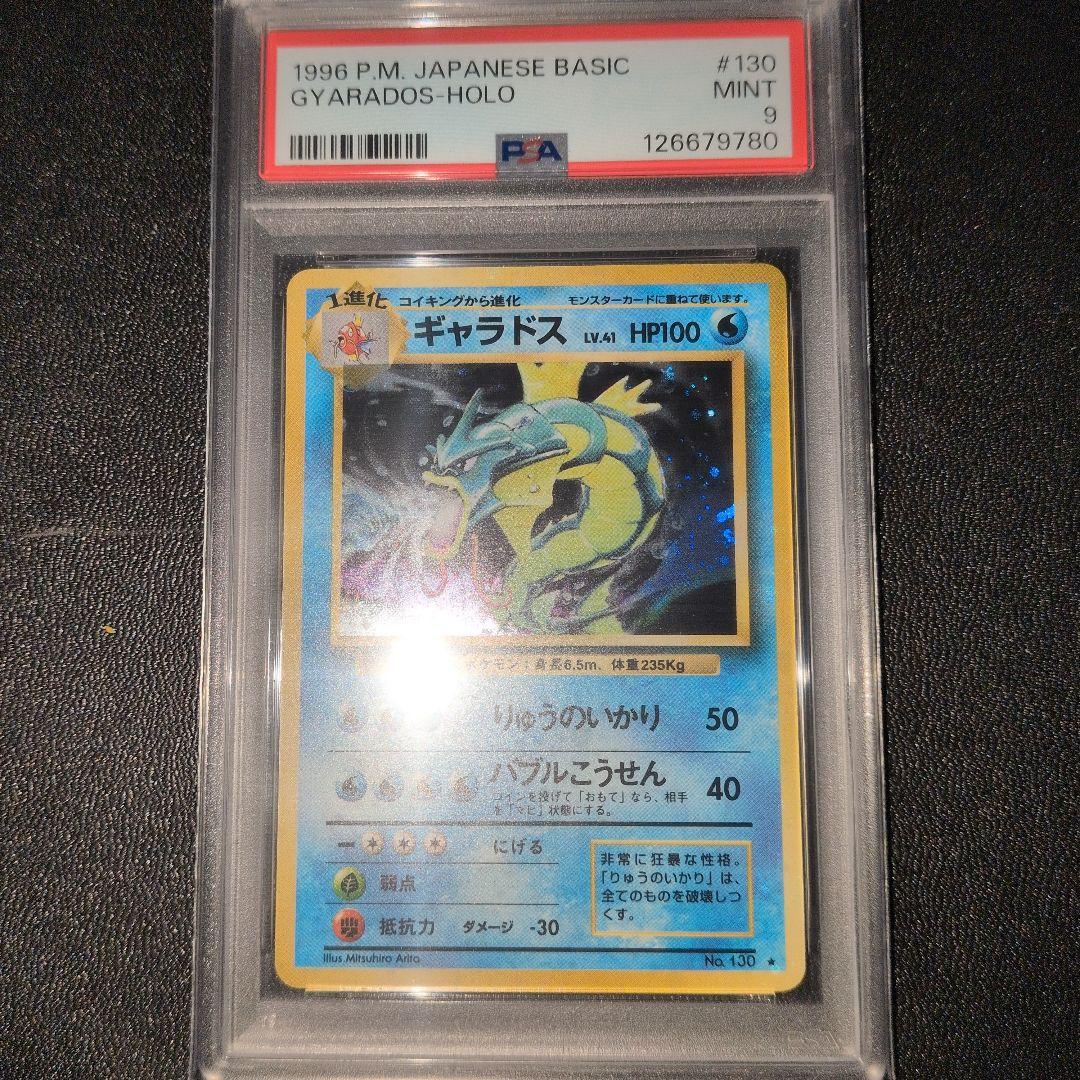 1996 P.M. JAPANESE BASIC #130
GYARADOS-HOLO MINT
9
PSA 126679780
1進化 コイキングから進化 モンスターカードに重ねて使います。
ギャラドス LV.41 HP100
ポケモン：身長6.5m、体重235Kg
りゅうのいかり 50
バブルこうせん 40
コインを投げて「おもて」なら、相手
を「マヒ」状態にする。
にげる
弱点
抵抗力 ダメージ -30
非常に狂暴な性格。
「りゅうのいかり」は、
全てのものを破壊しつ
くす。
Illus.Mitsuhiro Arita No.130